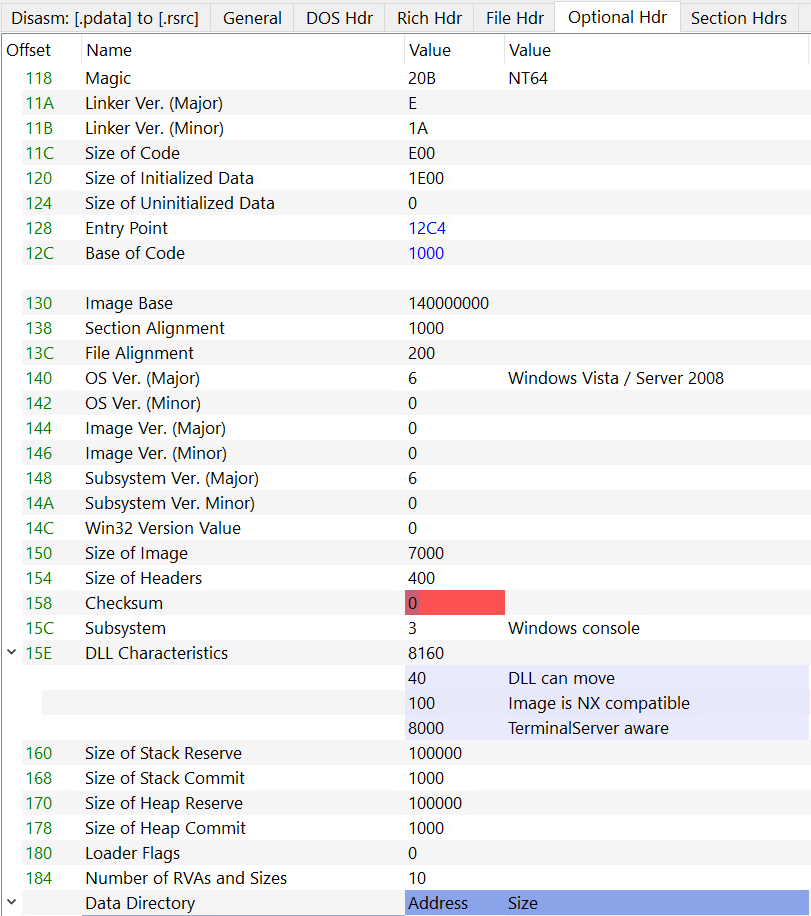 Disasm: [.pdata] to [.rsrc] General DOS Hdr Rich Hdr File Hdr Optional Hdr Section Hdrs
Offset Name Value Value
118 Magic 20B NT64
11A Linker Ver. (Major) E
11B Linker Ver. (Minor) 1A
11C Size of Code E00
120 Size of Initialized Data 1E00
124 Size of Uninitialized Data 0
128 Entry Point 12C4
12C Base of Code 1000
130 Image Base 140000000
138 Section Alignment 1000
13C File Alignment 200
140 OS Ver. (Major) 6 Windows Vista / Server 2008
142 OS Ver. (Minor) 0
144 Image Ver. (Major) 0
146 Image Ver. (Minor) 0
148 Subsystem Ver. (Major) 6
14A Subsystem Ver. Minor) 0
14C Win32 Version Value 0
150 Size of Image 7000
154 Size of Headers 400
158 Checksum 0
15C Subsystem 3 Windows console
15E DLL Characteristics 8160
40 DLL can move
100 Image is NX compatible
8000 TerminalServer aware
160 Size of Stack Reserve 100000
168 Size of Stack Commit 1000
170 Size of Heap Reserve 100000
178 Size of Heap Commit 1000
180 Loader Flags 0
184 Number of RVAs and Sizes 10
Data Directory Address Size